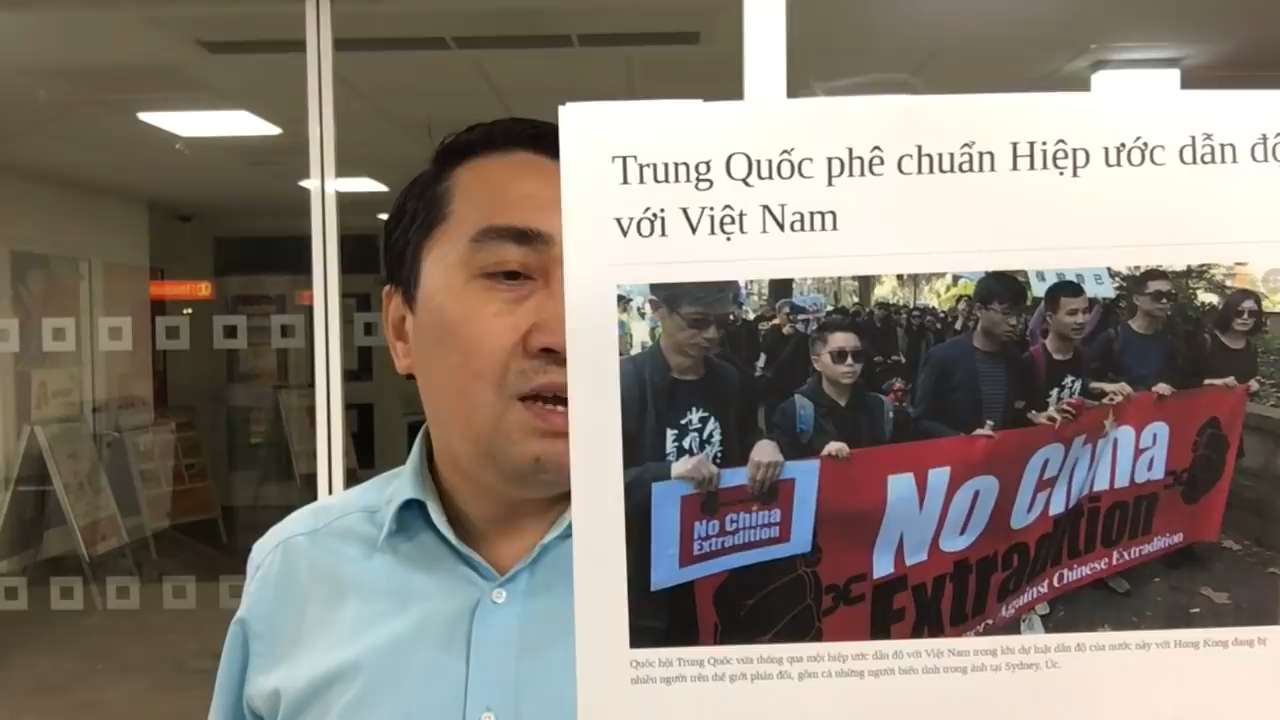 Trung Quốc phê chuẩn Hiệp ước dẫn độ
với Việt Nam
No China
Extradition
No China
Extradition
Against Chinese Extradition
Quốc hội Trung Quốc vừa thông qua một hiệp ước dẫn độ với Việt Nam trong khi dự luật dẫn độ của nước này với Hong Kong đang bị
nhiều người trên thế giới phản đối, gồm cả những người biểu tình trong ảnh tại Sydney, Úc.